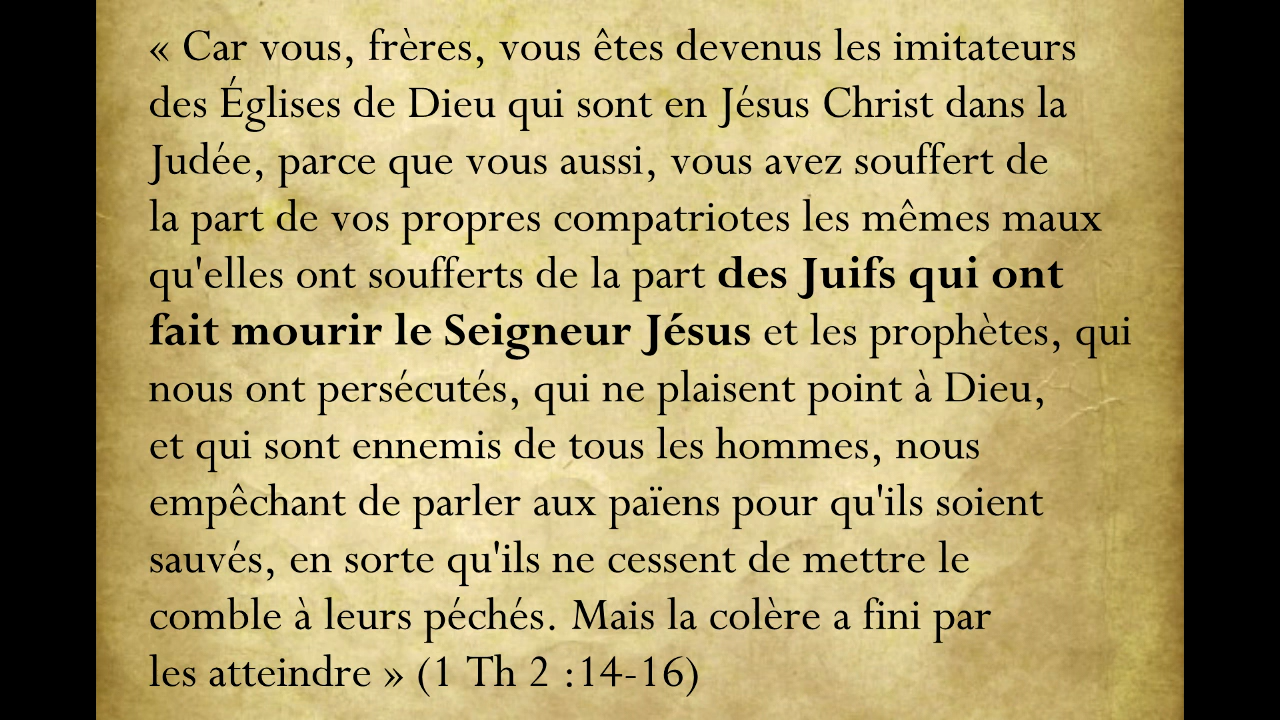 « Car vous, frères, vous êtes devenus les imitateurs
des Églises de Dieu qui sont en Jésus Christ dans la
Judée, parce que vous aussi, vous avez souffert de
la part de vos propres compatriotes les mêmes maux
qu'elles ont soufferts de la part des Juifs qui ont
fait mourir le Seigneur Jésus et les prophètes, qui
nous ont persécutés, qui ne plaisent point à Dieu,
et qui sont ennemis de tous les hommes, nous
empêchant de parler aux païens pour qu'ils soient
sauvés, en sorte qu'ils ne cessent de mettre le
comble à leurs péchés. Mais la colère a fini par
les atteindre » (1 Th 2 :14-16)